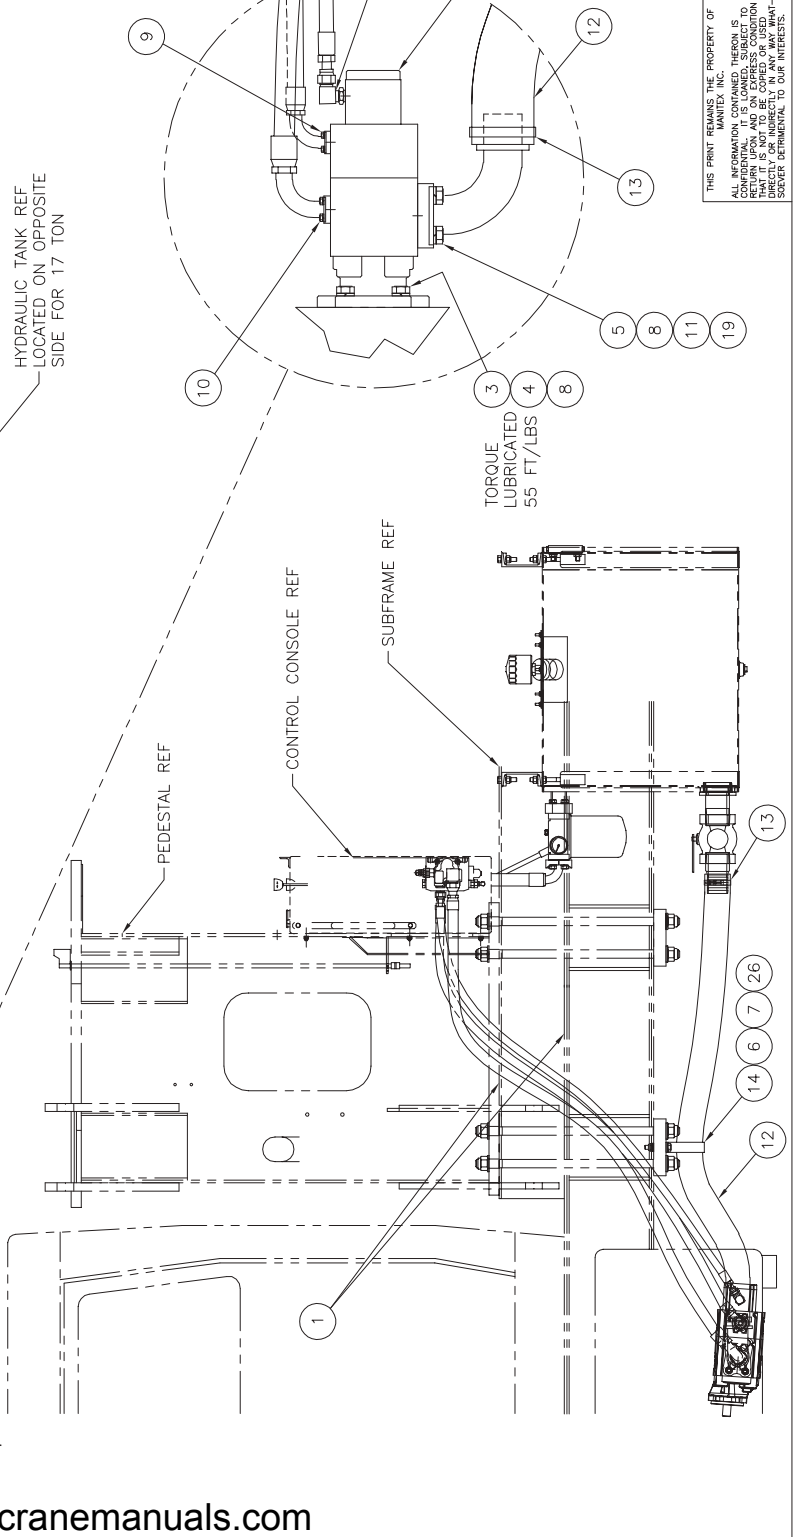 HYDRAULIC TANK REF
LOCATED ON OPPOSITE
SIDE FOR 17 TON
9
10
12
13
5
8
11
19
3
4
8
TORQUE
LUBRICATED
55 FT/LBS
THIS PRINT REMAINS THE PROPERTY OF
MANITEX INC.
ALL INFORMATION CONTAINED THERON IS
CONFIDENTIAL. IT IS LOANED, SUBJECT TO
RETURN UPON AND ON EXPRESS CONDITION
THAT IT IS NOT TO BE COPIED OR USED
DIRECTLY OR INDIRECTLY IN ANY WAY WHAT-
SOEVER DETRIMENTAL TO OUR INTERESTS.
PEDESTAL REF
CONTROL CONSOLE REF
SUBFRAME REF
1
13
14
6
7
26
12
cranemanuals.com